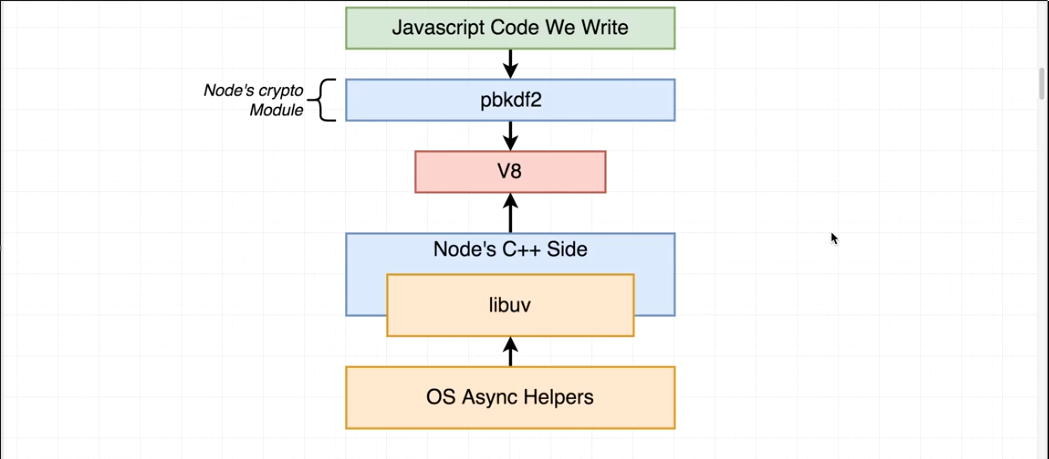 Javascript Code We Write
Node's crypto
Module
pbkdf2
V8
Node's C++ Side
libuv
OS Async Helpers